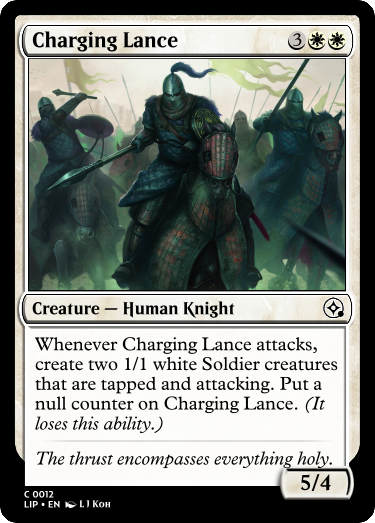 Charging Lance 3
Creature — Human Knight
Whenever Charging Lance attacks,
create two 1/1 white Soldier creatures
that are tapped and attacking. Put a
null counter on Charging Lance. (It
loses this ability.)
The thrust encompasses everything holy.
5/4
C 0012
LIP • EN LJ Koh